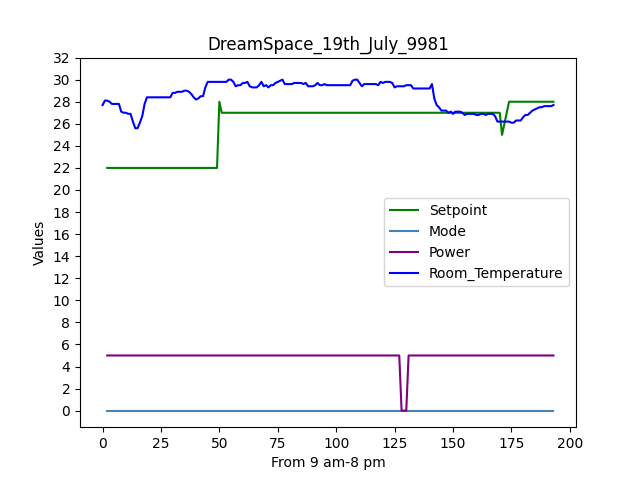 DreamSpace_19th_July_9981
32
30
28
26
24
22
20
18
16
14
12
10
8
6
4
2
0
Values
Setpoint
Mode
Power
Room_Temperature
0 25 50 75 100 125 150 175 200
From 9 am-8 pm